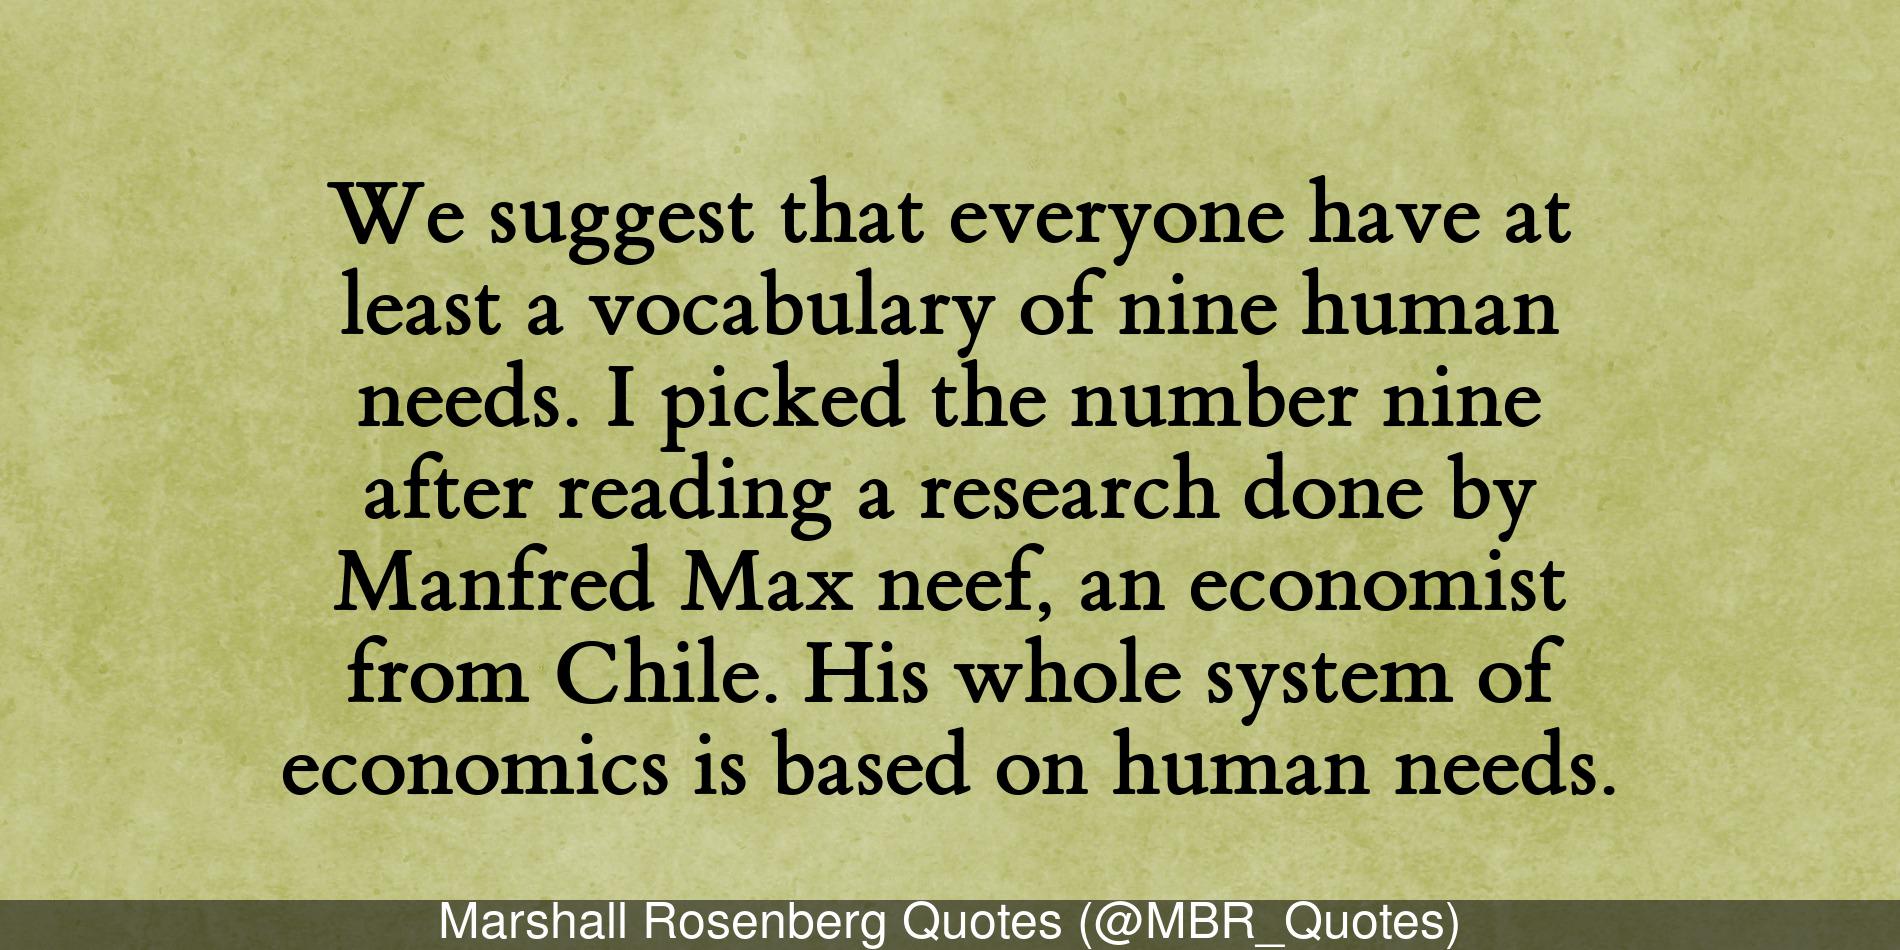 We suggest that everyone have at
least a vocabulary of nine human
needs. I picked the number nine
after reading a research done by
Manfred Max neef, an economist
from Chile. His whole system of
economics is based on human needs.
Marshall Rosenberg Quotes (@MBR_Quotes)